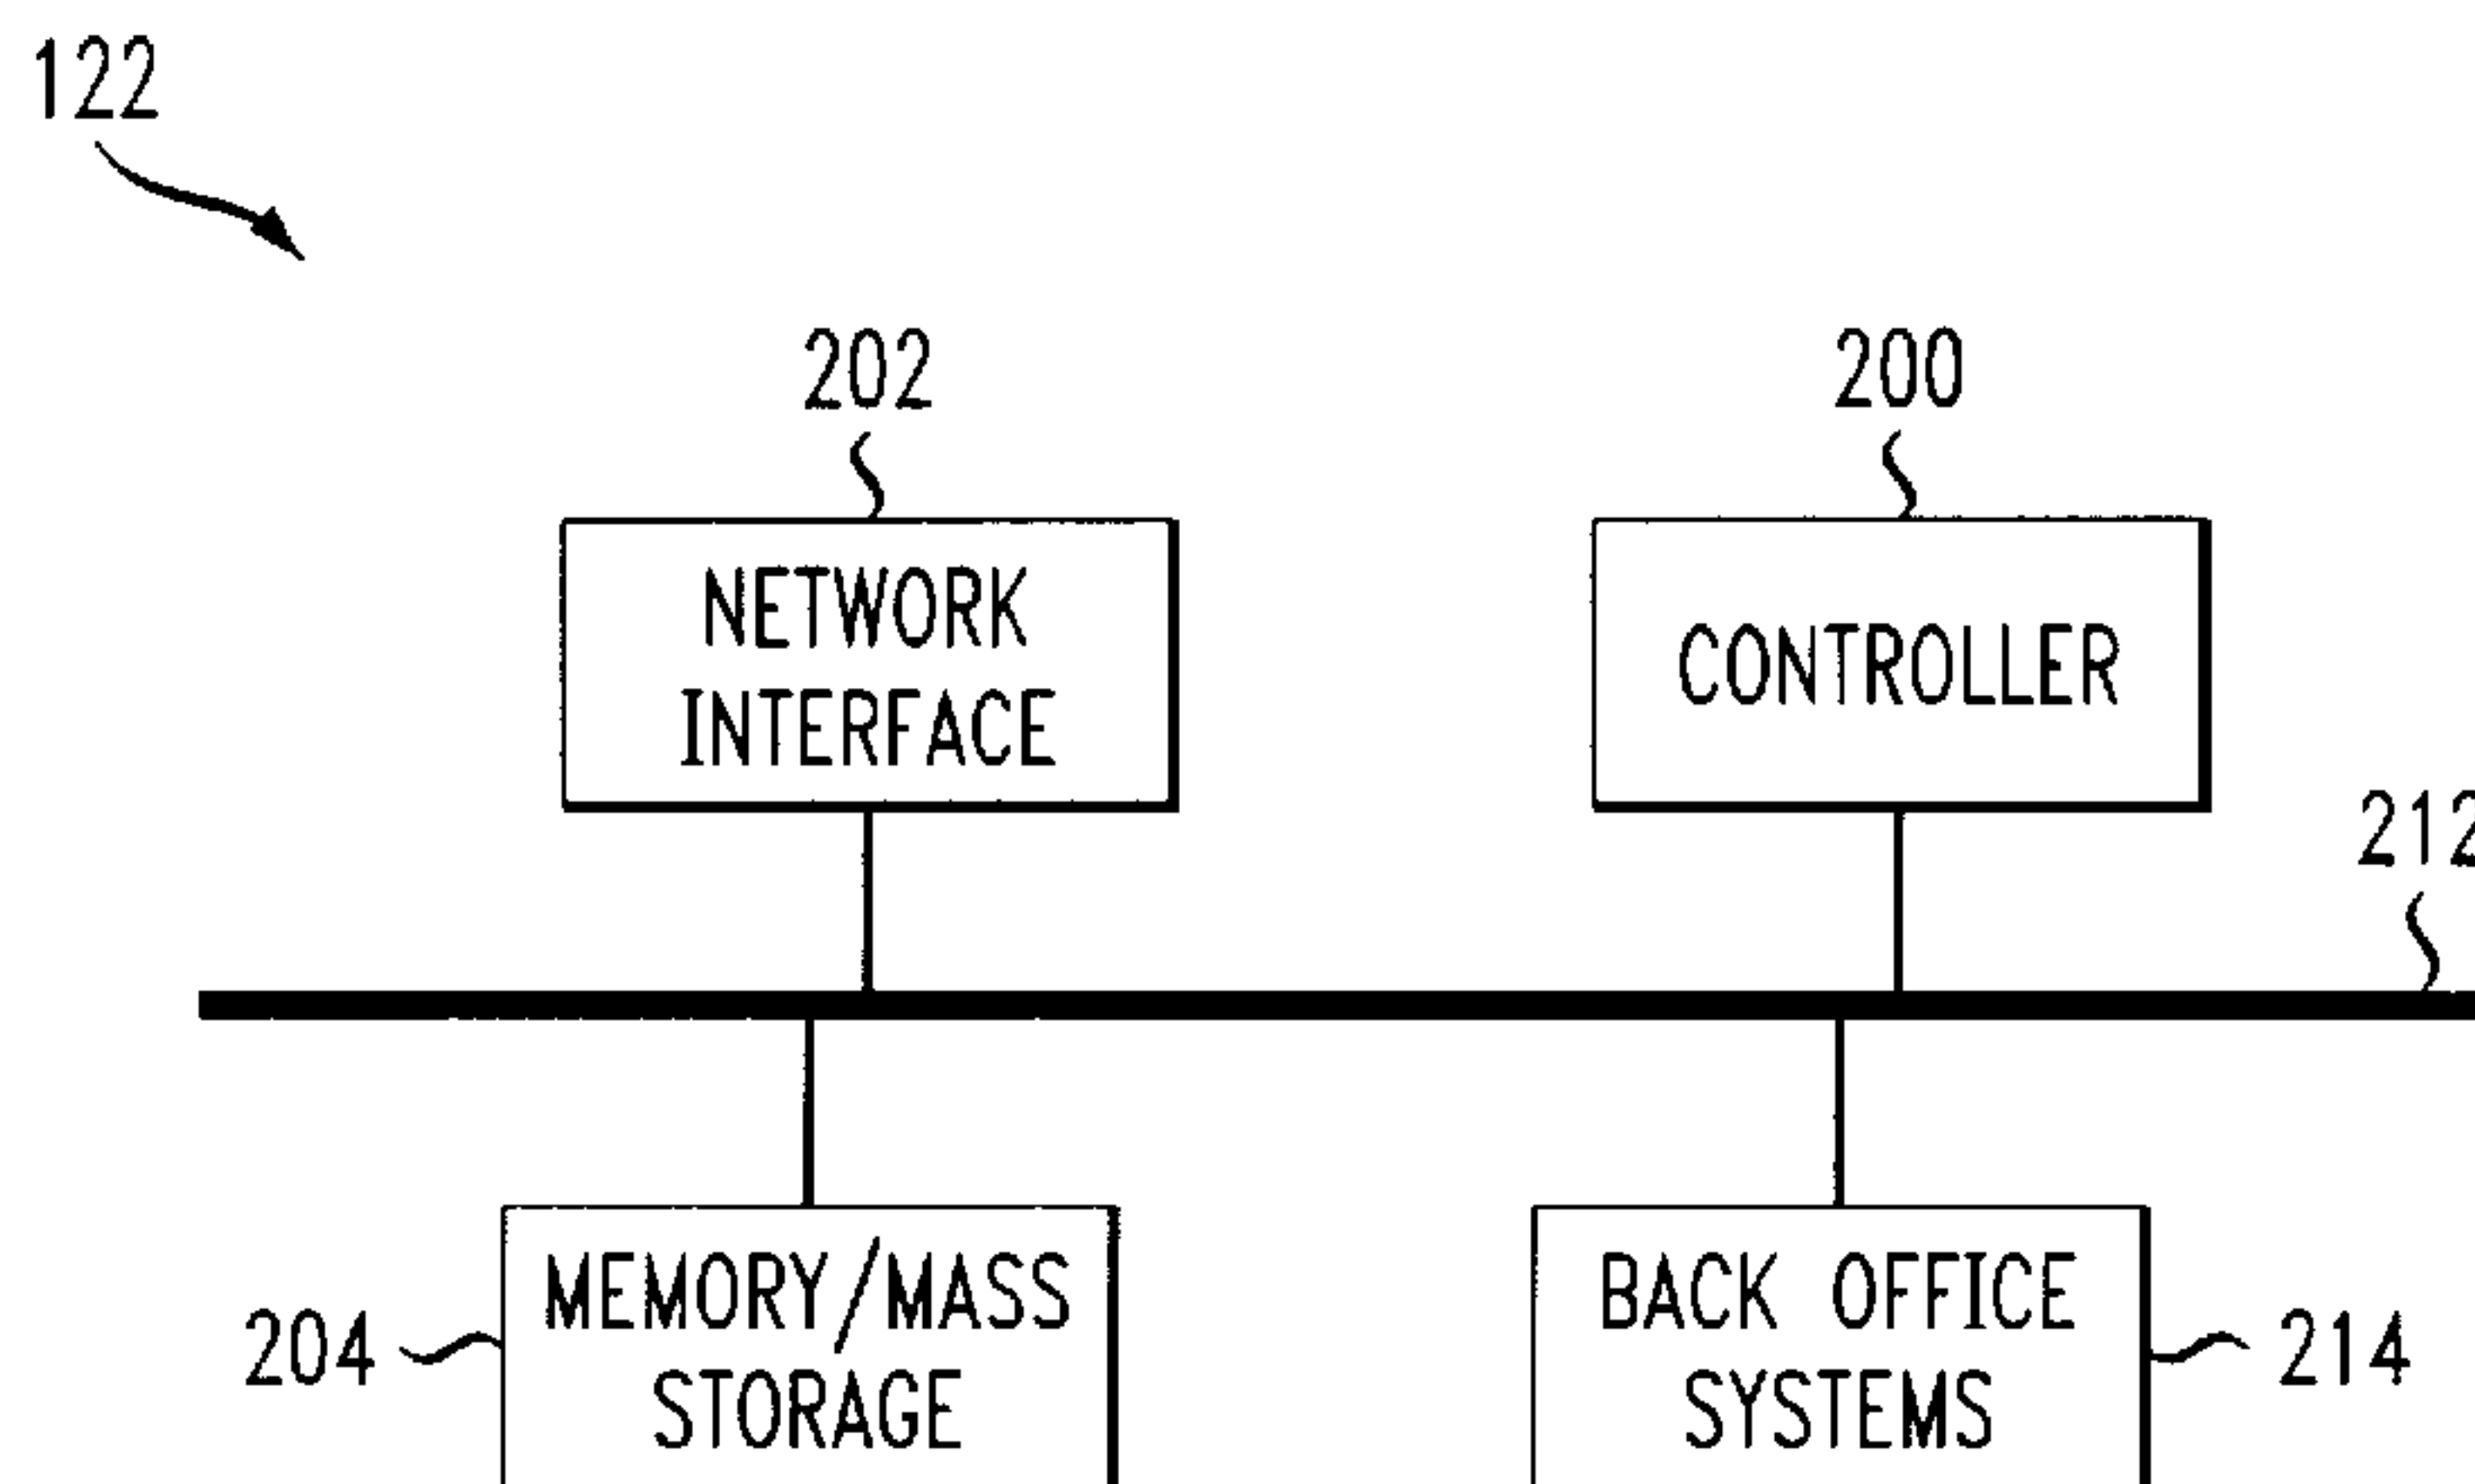 122
202
200
NETWORK
INTERFACE
CONTROLLER
212
MEMORY/MASS
STORAGE
BACK OFFICE
SYSTEMS
204
214